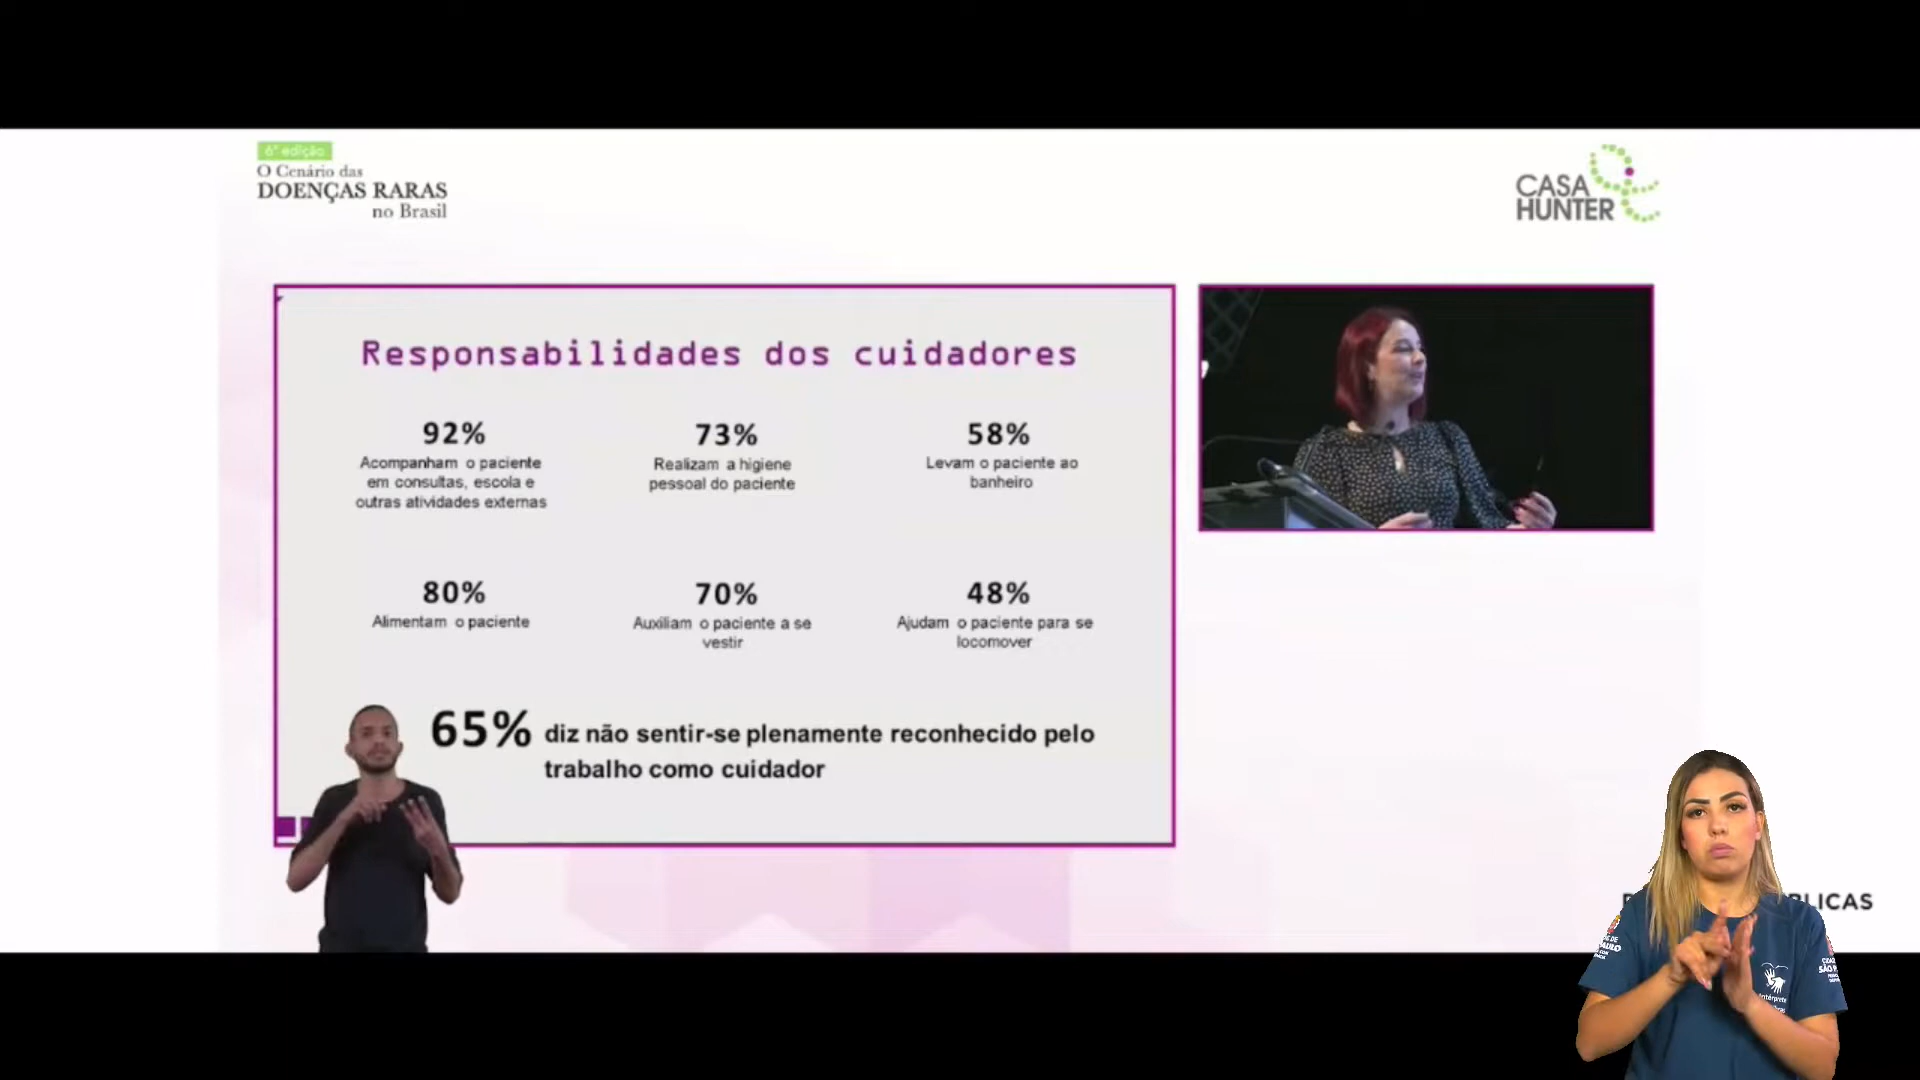 6ª edição
O Cenário das
DOENÇAS RARAS
no Brasil
CASA
HUNTER
Responsabilidades dos cuidadores
92%
Acompanham o paciente
em consultas, escola e
outras atividades externas
73%
Realizam a higiene
pessoal do paciente
58%
Levam o paciente ao
banheiro
80%
Alimentam o paciente
70%
Auxiliam o paciente a se
vestir
48%
Ajudam o paciente para se
locomover
65% diz não sentir-se plenamente reconhecido pelo
trabalho como cuidador